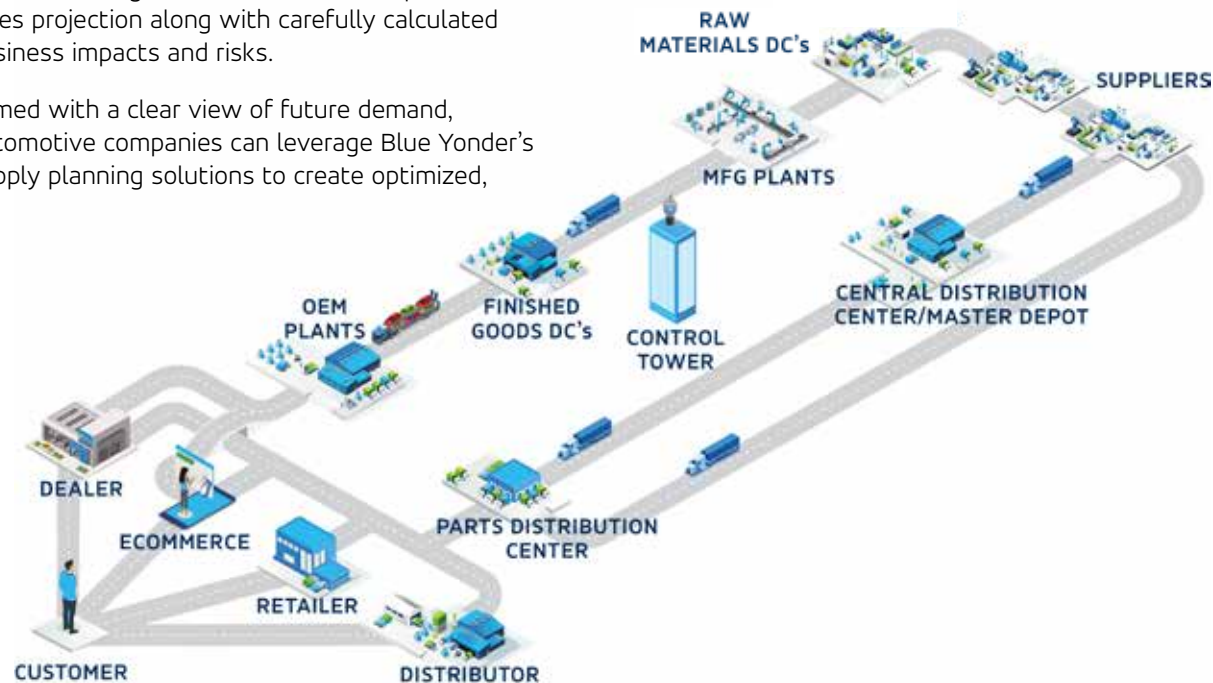 es projection along with carefully calculated
siness impacts and risks.
med with a clear view of future demand,
tomotive companies can leverage Blue Yonder's
pply planning solutions to create optimized,
RAW
MATERIALS DC's
SUPPLIERS
MFG PLANTS
CENTRAL DISTRIBUTION
CENTER/MASTER DEPOT
OEM
PLANTS
FINISHED
GOODS DC's
CONTROL
TOWER
DEALER
ECOMMERCE
PARTS DISTRIBUTION
CENTER
RETAILER
CUSTOMER
DISTRIBUTOR